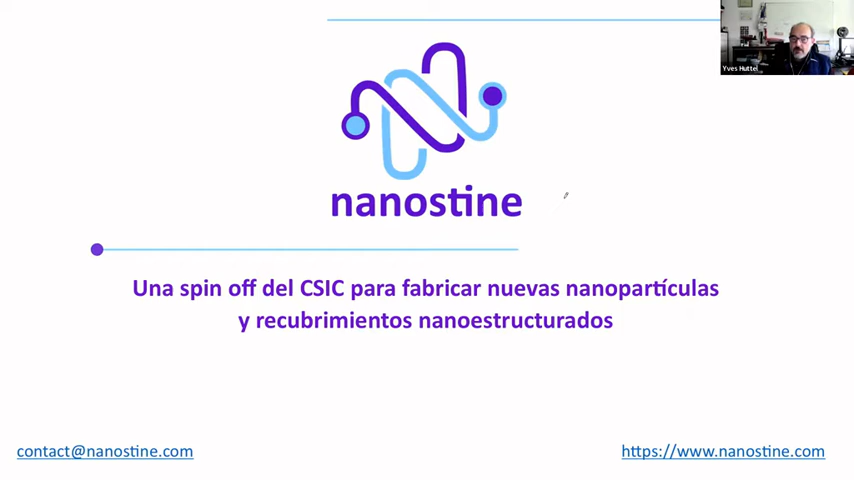 Yves Huttel
nanostine
Una spin off del CSIC para fabricar nuevas nanopartículas
y recubrimientos nanoestructurados
contact@nanostine.com
https://www.nanostine.com